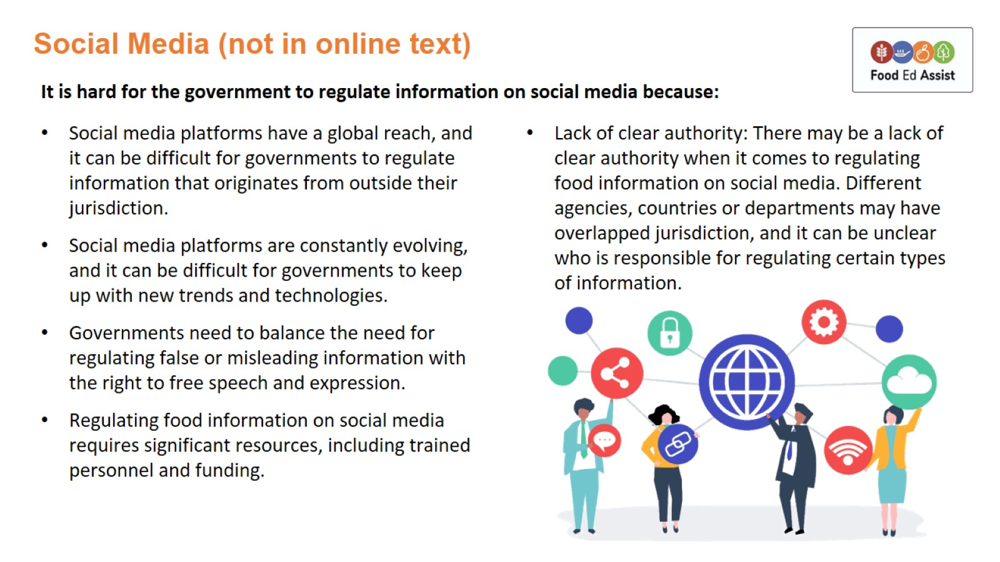 Social Media (not in online text)
Food Ed Assist
It is hard for the government to regulate information on social media because:
• Social media platforms have a global reach, and
it can be difficult for governments to regulate
information that originates from outside their
jurisdiction.
• Social media platforms are constantly evolving,
and it can be difficult for governments to keep
up with new trends and technologies.
• Governments need to balance the need for
regulating false or misleading information with
the right to free speech and expression.
• Regulating food information on social media
requires significant resources, including trained
personnel and funding.
• Lack of clear authority: There may be a lack of
clear authority when it comes to regulating
food information on social media. Different
agencies, countries or departments may have
overlapped jurisdiction, and it can be unclear
who is responsible for regulating certain types
of information.